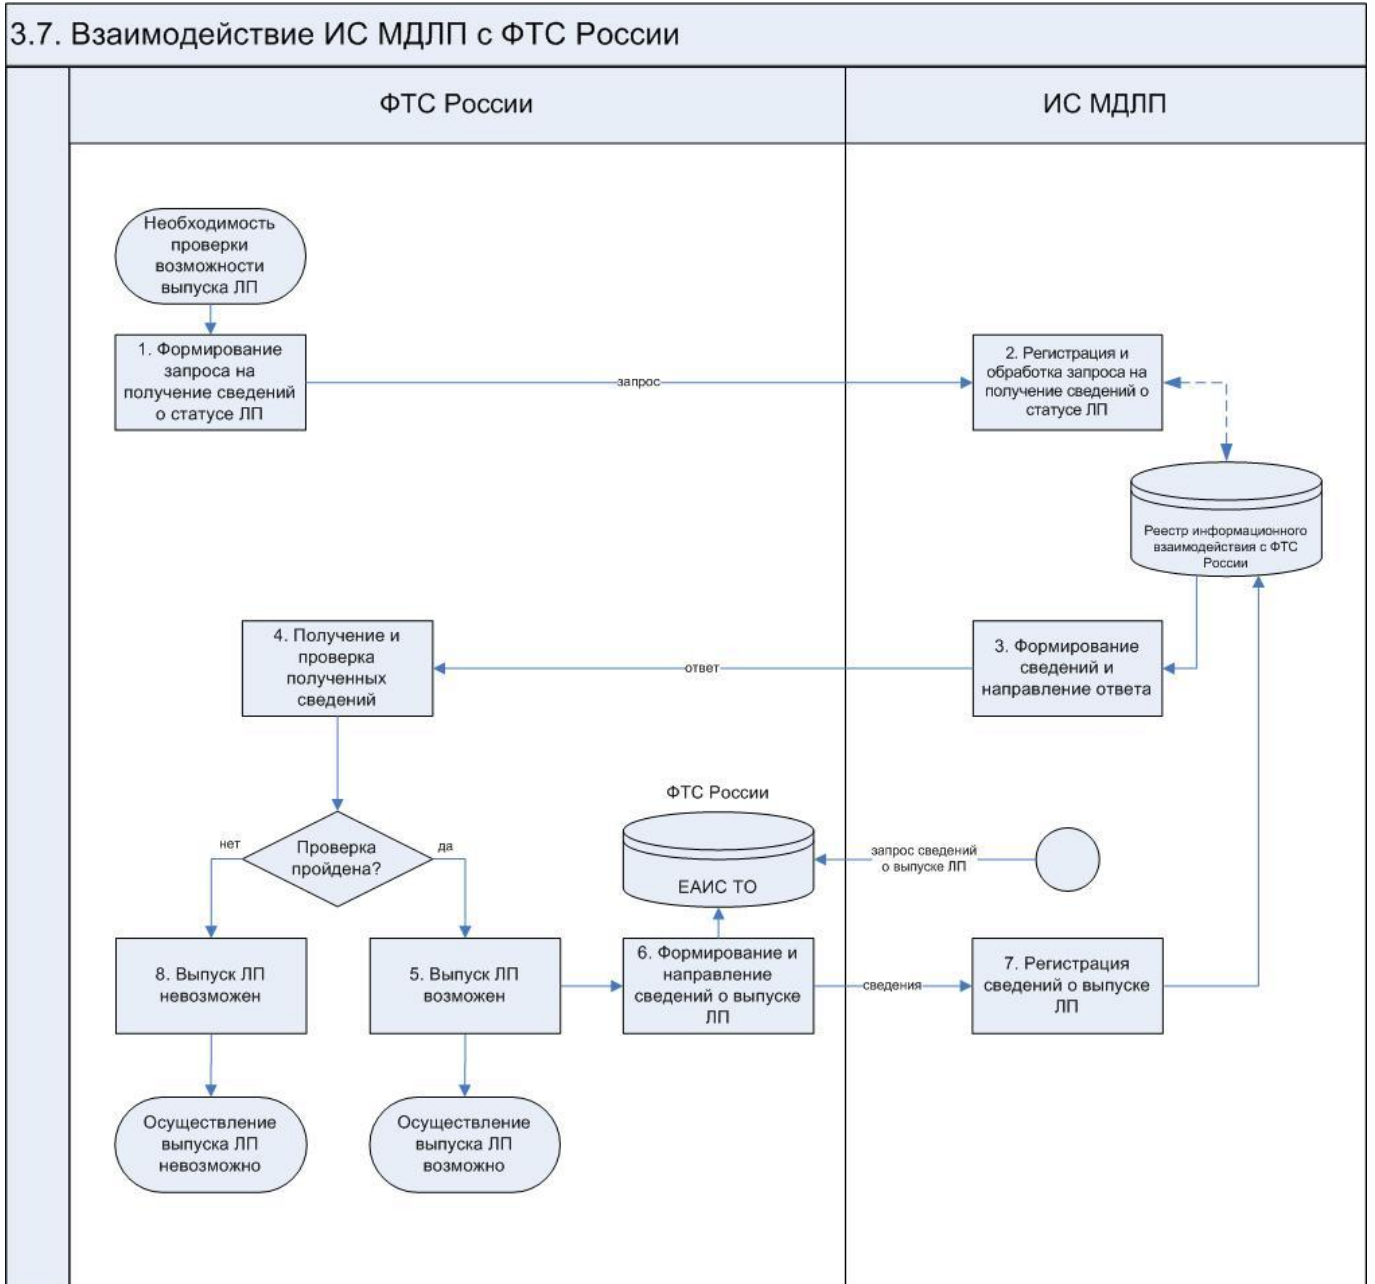 3.7. Взаимодействие ИС МДЛП с ФТС России
ФТС России
ИС МДЛП
Необходимость
проверки
возможности
выпуска ЛП
1. Формирование
запроса на
получение сведений
о статусе ЛП
запрос
2. Регистрация и
обработка запроса на
получение сведений о
статусе ЛП
Реестр информационного
взаимодействия с ФТС
России
4. Получение и
проверка
полученных
сведений
ответ
3. Формирование
сведений и
направление ответа
ФТС России
ЕАИС ТО
запрос сведений
о выпуске ЛП
нет
Проверка
пройдена?
да
8. Выпуск ЛП
невозможен
5. Выпуск ЛП
возможен
6. Формирование и
направление
сведений о выпуске
ЛП
сведения
7. Регистрация
сведений о выпуске
ЛП
Осуществление
выпуска ЛП
невозможно
Осуществление
выпуска ЛП
возможно